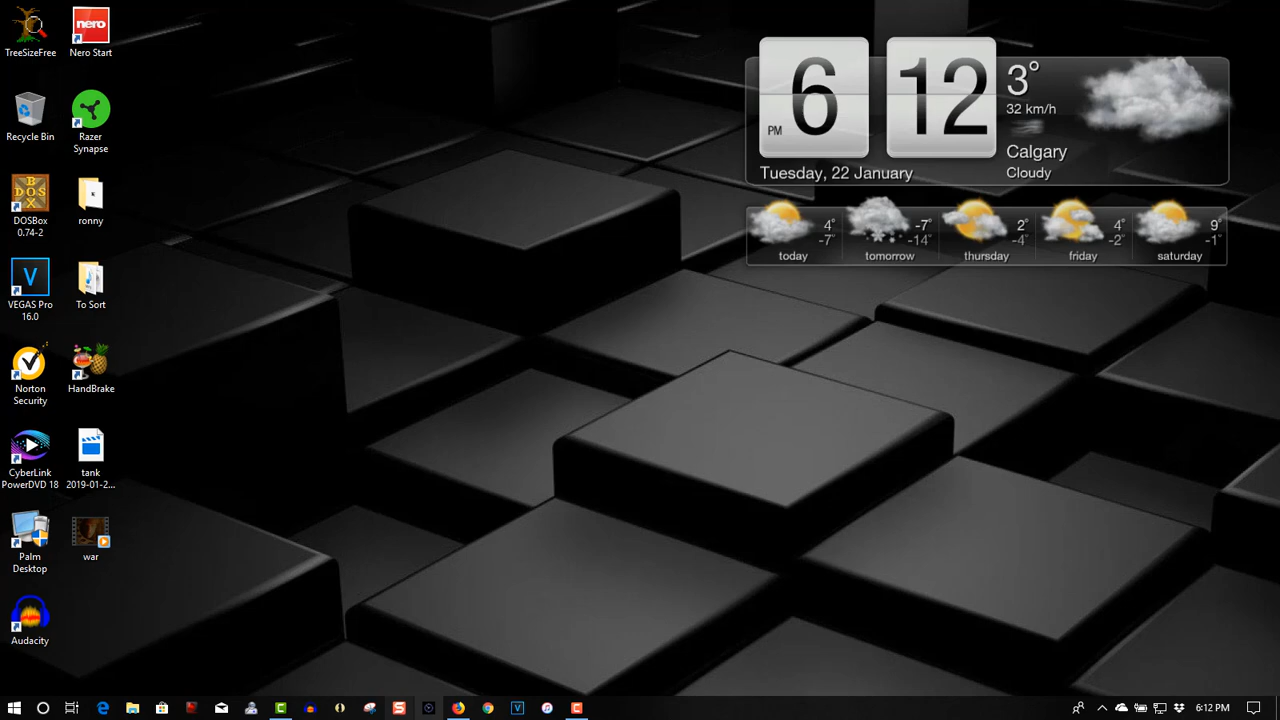 TreeSizeFree
nero
Nero Start
Recycle Bin
Razer
Synapse
BOX
DOS
DOSBox
0.74-2
ronny
V
VEGAS Pro
16.0
To Sort
Norton
Security
HandBrake
CyberLink
PowerDVD 18
tank
2019-01-2...
Palm
Desktop
war
Audacity
PM 6 12
3°
32 km/h
Calgary
Cloudy
Tuesday, 22 January
4°
-7°
today
-7°
-14°
tomorrow
2°
-4°
thursday
4°
-2°
friday
9°
-1°
saturday
6:12 PM